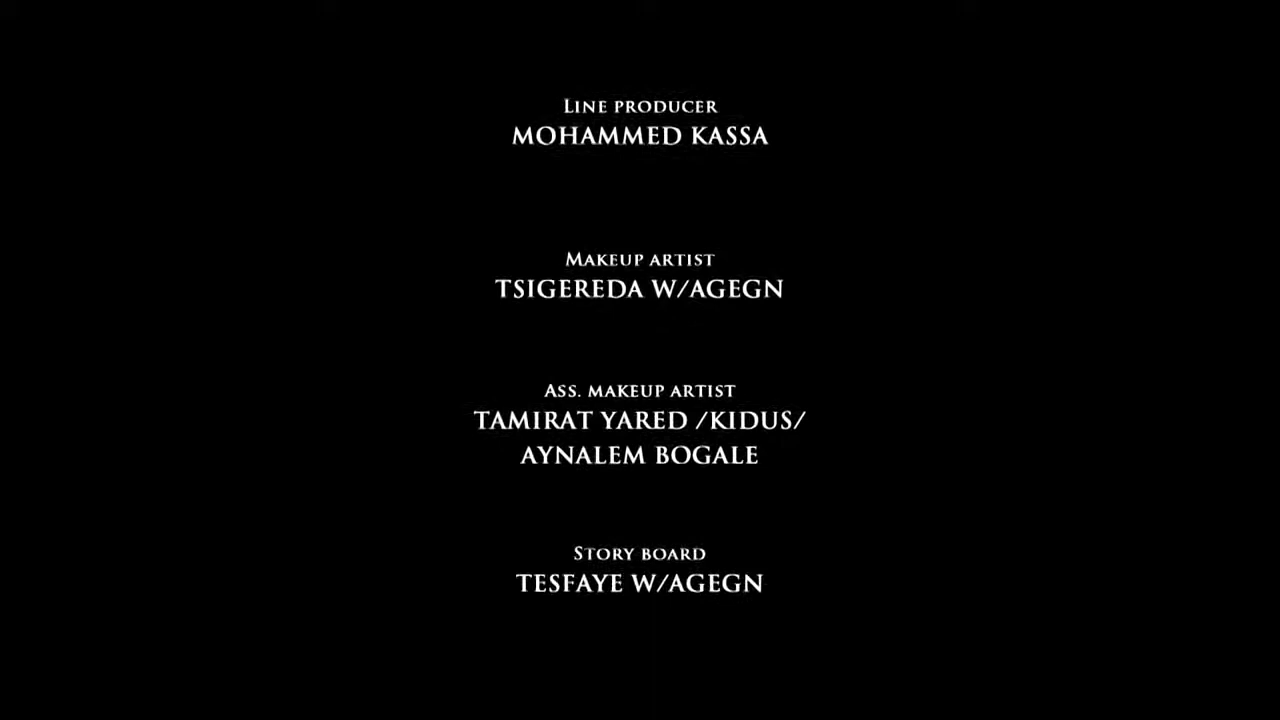 Line producer
MOHAMMED KASSA
Makeup artist
TSIGEREDA W/AGEGN
Ass. makeup artist
TAMIRAT YARED /KIDUS/
AYNALEM BOGALE
Story board
TESFAYE W/AGEGN